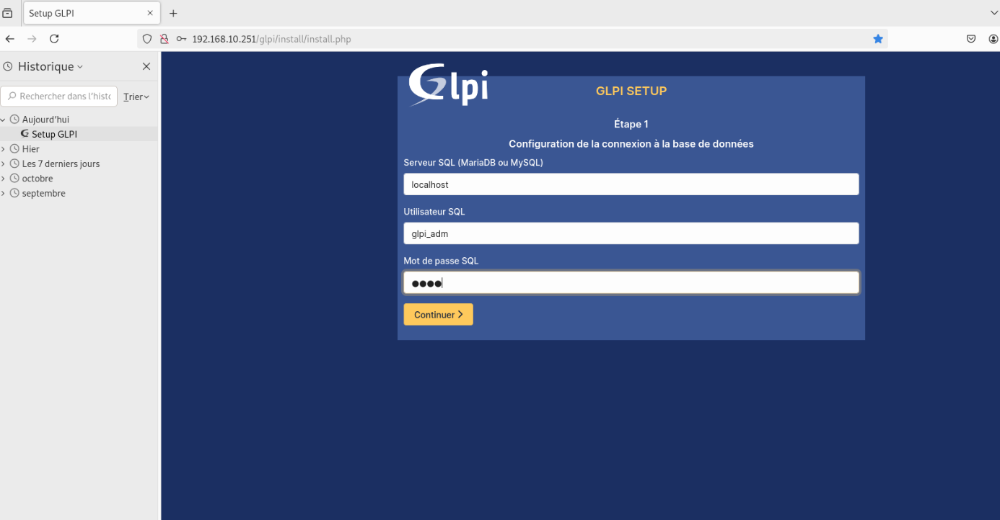 Setup GLPI
192.168.10.251/glpi/install/install.php
Historique
Rechercher dans l'histo
Trier
Aujourd'hui
Setup GLPI
Hier
Les 7 derniers jours
octobre
septembre
Glpi
GLPI SETUP
Étape 1
Configuration de la connexion à la base de données
Serveur SQL (MariaDB ou MySQL)
localhost
Utilisateur SQL
glpi_adm
Mot de passe SQL
●●●●
Continuer